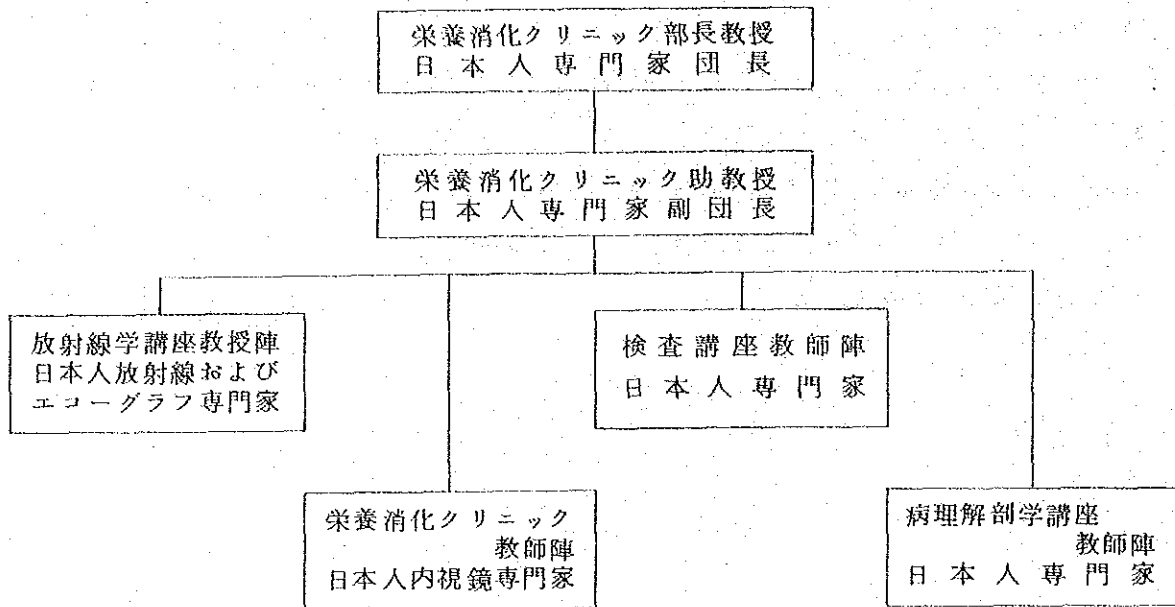 栄養消化クリニック部長教授
日本人専門家団長
栄養消化クリニック助教授
日本人専門家副団長
放射線学講座教授陣
日本人放射線および
エコーグラフ専門家
検査講座教師陣
日本人専門家
栄養消化クリニック
教師陣
日本人内視鏡専門家
病理解剖学講座
教師陣
日本人専門家